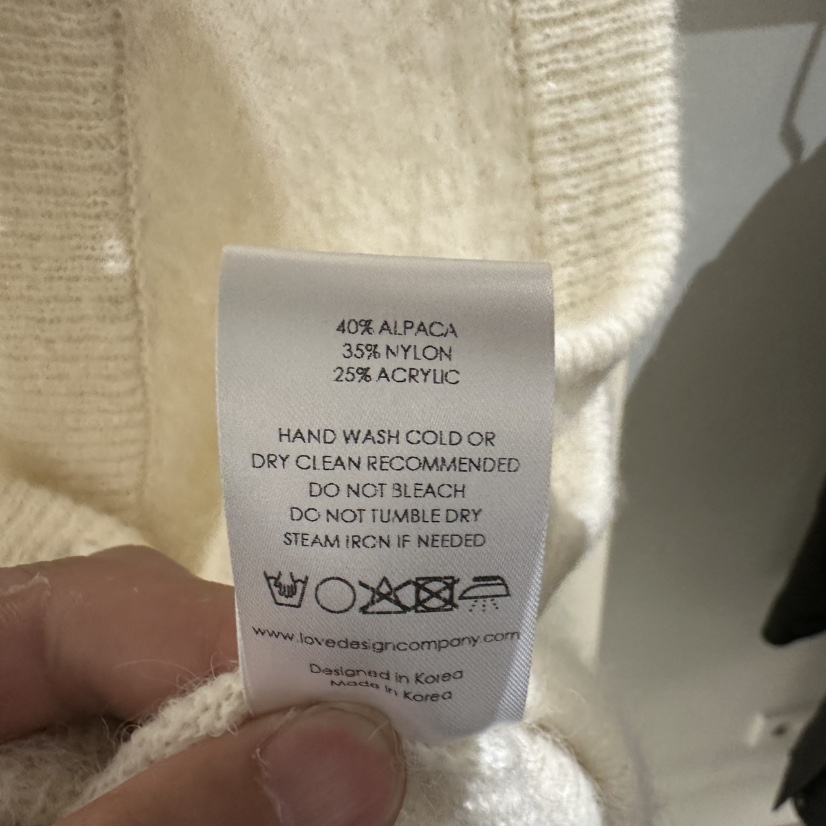 40% ALPACA
35% NYLON
25% ACRYLIC
HAND WASH COLD OR
DRY CLEAN RECOMMENDED
DO NOT BLEACH
DO NOT TUMBLE DRY
STEAM IRON IF NEEDED
www.lovedesigncompany.com
Designed in Korea
Made in Korea